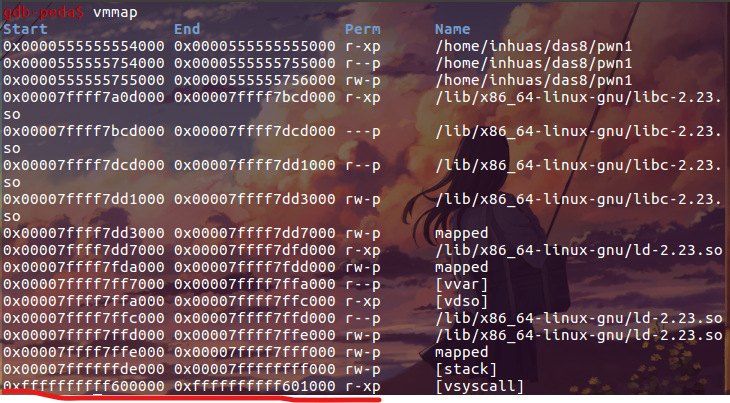 gdb-peda$ vmmap
Start End Perm Name
0x0000555555554000 0x0000555555555000 r-xp /home/inhuas/das8/pwn1
0x0000555555754000 0x0000555555755000 r--p /home/inhuas/das8/pwn1
0x0000555555755000 0x0000555555756000 rw-p /home/inhuas/das8/pwn1
0x00007ffff7a0d000 0x00007ffff7bcd000 r-xp /lib/x86_64-linux-gnu/libc-2.23.
so
0x00007ffff7bcd000 0x00007ffff7dcd000 ---p /lib/x86_64-linux-gnu/libc-2.23.
so
0x00007ffff7dcd000 0x00007ffff7dd1000 r--p /lib/x86_64-linux-gnu/libc-2.23.
so
0x00007ffff7dd1000 0x00007ffff7dd3000 rw-p /lib/x86_64-linux-gnu/libc-2.23.
so
0x00007ffff7dd3000 0x00007ffff7dd7000 rw-p mapped
0x00007ffff7dd7000 0x00007ffff7dfd000 r-xp /lib/x86_64-linux-gnu/ld-2.23.so
0x00007ffff7fda000 0x00007ffff7fdd000 rw-p mapped
0x00007ffff7ff7000 0x00007ffff7ffa000 r--p [vvar]
0x00007ffff7ffa000 0x00007ffff7ffc000 r-xp [vdso]
0x00007ffff7ffc000 0x00007ffff7ffd000 r--p /lib/x86_64-linux-gnu/ld-2.23.so
0x00007ffff7ffd000 0x00007ffff7ffe000 rw-p /lib/x86_64-linux-gnu/ld-2.23.so
0x00007ffff7ffe000 0x00007ffff7fff000 rw-p mapped
0x00007ffffffde000 0x00007ffffffff000 rw-p [stack]
0xffffffffff600000 0xffffffffff601000 r-xp [vsyscall]